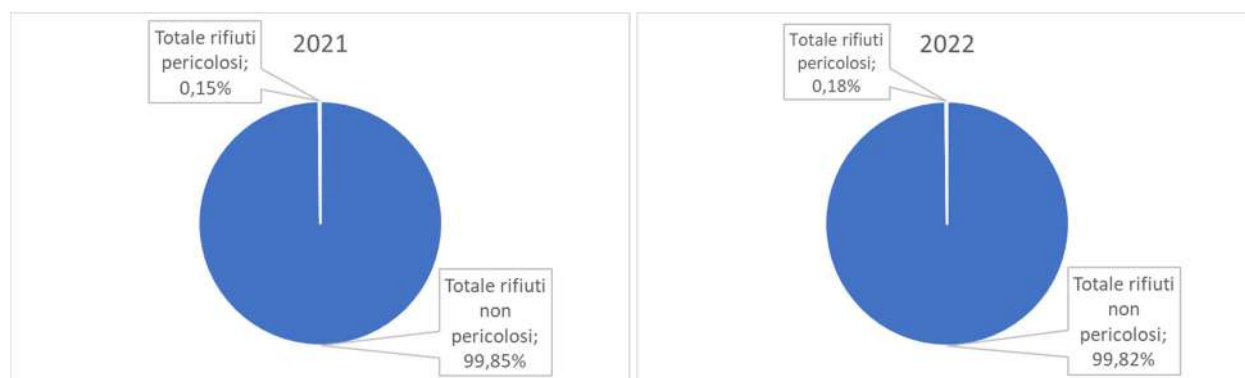 Totale rifiuti
pericolosi;
0,15%
2021
Totale rifiuti
non
pericolosi;
99,85%
Totale rifiuti
pericolosi;
0,18%
2022
Totale rifiuti
non
pericolosi;
99,82%